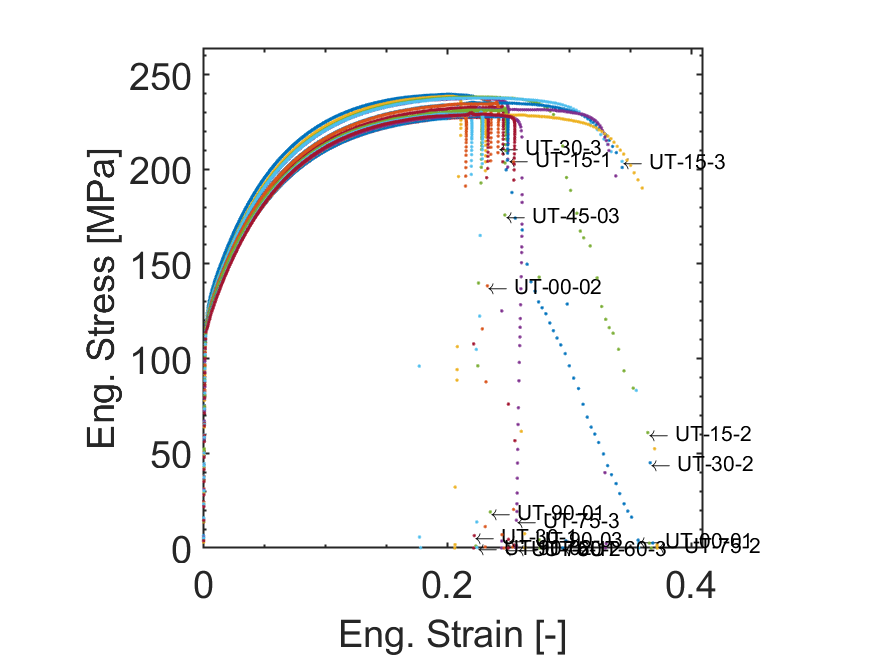 250
200
150
100
50
0
Eng. Stress [MPa]
← UT-30-3
← UT-15-1
← UT-15-3
← UT-45-03
← UT-00-02
← UT-15-2
← UT-30-2
← UT-90-01
← UT-75-3
UT-90-03
UT-60-3
UT-75-2
0
0.2
0.4
Eng. Strain [-]